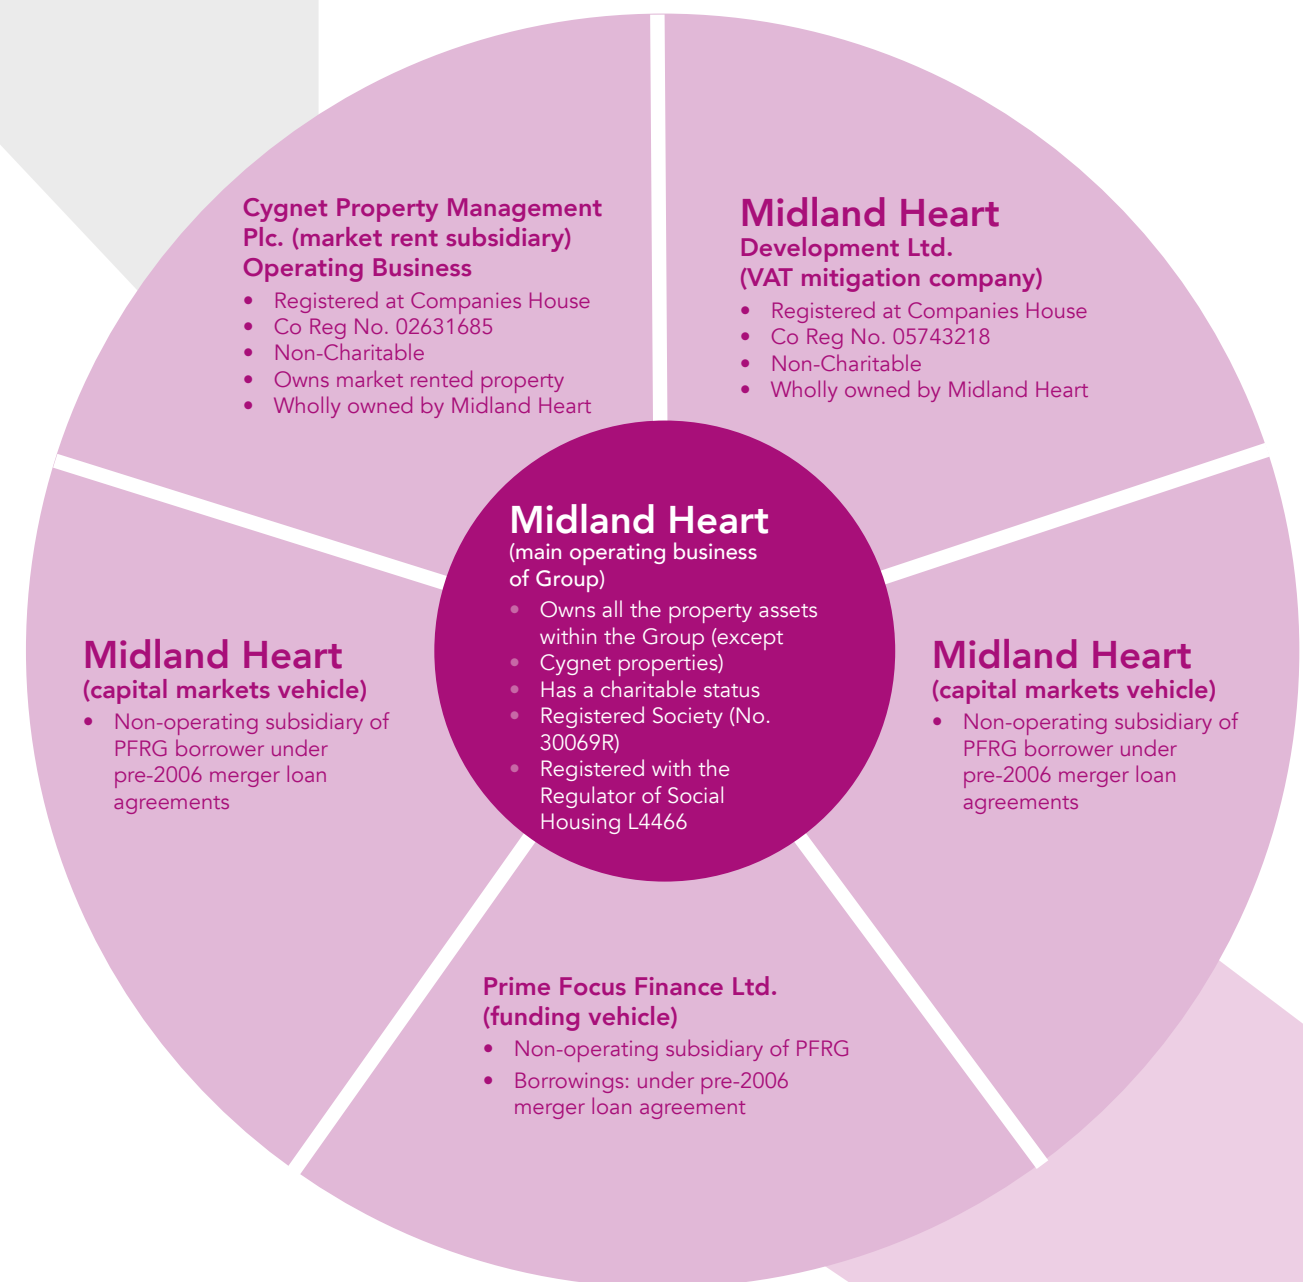 Cygnet Property Management
Plc. (market rent subsidiary)
Operating Business
• Registered at Companies House
• Co Reg No. 02631685
• Non-Charitable
• Owns market rented property
• Wholly owned by Midland Heart
Midland Heart
Development Ltd.
(VAT mitigation company)
• Registered at Companies House
• Co Reg No. 05743218
• Non-Charitable
• Wholly owned by Midland Heart
Midland Heart
(main operating business
of Group)
• Owns all the property assets
within the Group (except
• Cygnet properties)
• Has a charitable status
• Registered Society (No.
30069R)
• Registered with the
Regulator of Social
Housing L4466
Midland Heart
(capital markets vehicle)
• Non-operating subsidiary of
PFRG borrower under
pre-2006 merger loan
agreements
Midland Heart
(capital markets vehicle)
• Non-operating subsidiary of
PFRG borrower under
pre-2006 merger loan
agreements
Prime Focus Finance Ltd.
(funding vehicle)
• Non-operating subsidiary of PFRG
• Borrowings: under pre-2006
merger loan agreement